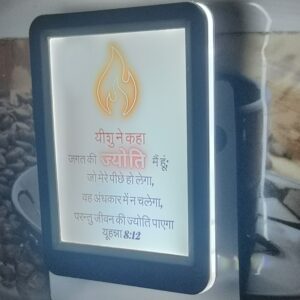 यीशु ने कहा
जगत की ज्योति मैं हूं;
जो मेरे पीछे हो लेगा,
वह अंधकार में न चलेगा,
परन्तु जीवन की ज्योति पाएगा
यूहन्ना 8:12